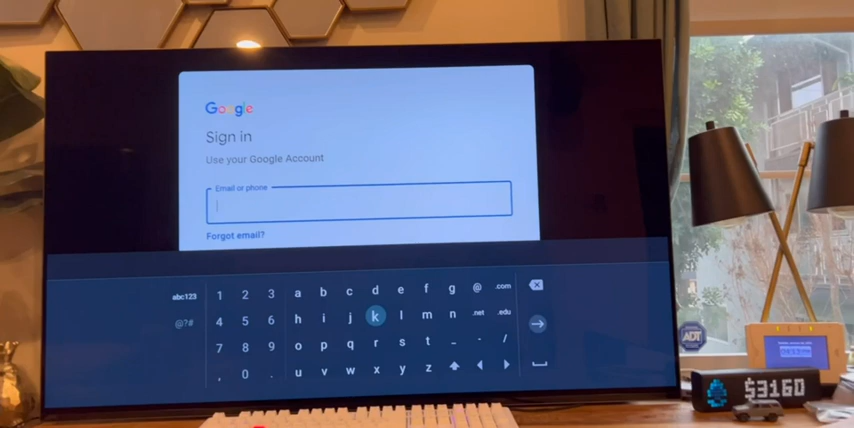 Google
Sign in
Use your Google Account
Email or phone
Forgot email?
abc123 1 2 3 a b c d e f g @ .com
@?# 4 5 6 h i j k l m n .net .edu
7 8 9 o p q r s t _ - /
, 0 . u v w x y z
ADT
$3160